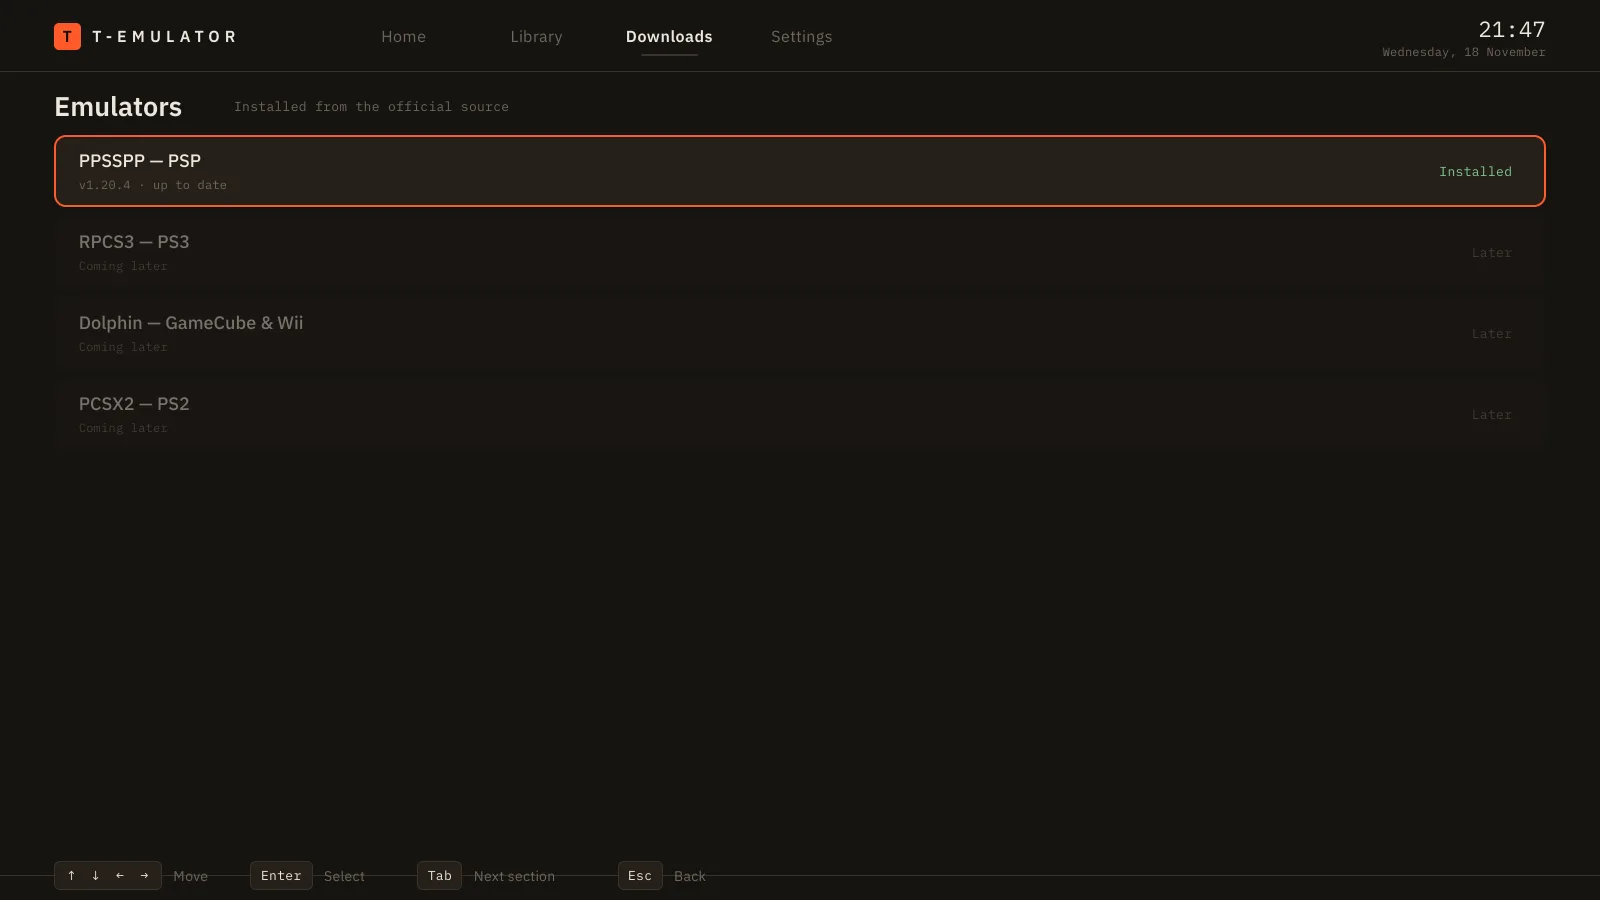 T T-EMULATOR
Home Library Downloads Settings
21:47
Wednesday, 18 November
Emulators Installed from the official source
PPSSPP — PSP
v1.20.4 · up to date
Installed
RPCS3 — PS3
Coming later
Later
Dolphin — GameCube & Wii
Coming later
Later
PCSX2 — PS2
Coming later
Later
↑ ↓ ← → Move Enter Select Tab Next section Esc Back